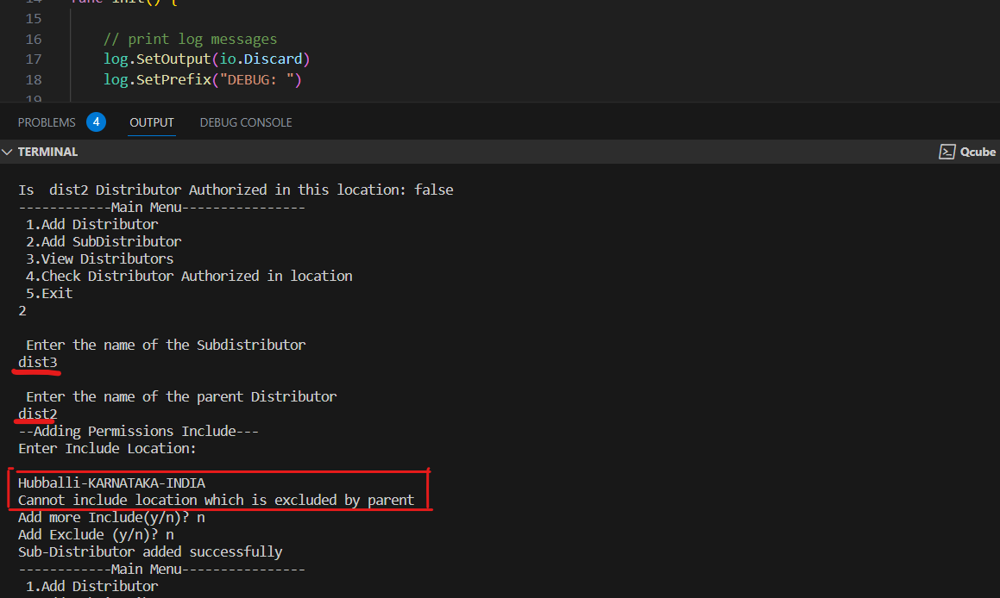 14 func init() {
15
16 // print log messages
17 log.SetOutput(io.Discard)
18 log.SetPrefix("DEBUG: ")
19
PROBLEMS 4 OUTPUT DEBUG CONSOLE
TERMINAL Qcube
Is  dist2 Distributor Authorized in this location: false
------------Main Menu----------------
1.Add Distributor
2.Add SubDistributor
3.View Distributors
4.Check Distributor Authorized in location
5.Exit
2
Enter the name of the Subdistributor
dist3
Enter the name of the parent Distributor
dist2
--Adding Permissions Include---
Enter Include Location:
Hubballi-KARNATAKA-INDIA
Cannot include location which is excluded by parent
Add more Include(y/n)? n
Add Exclude (y/n)? n
Sub-Distributor added successfully
------------Main Menu----------------
1.Add Distributor